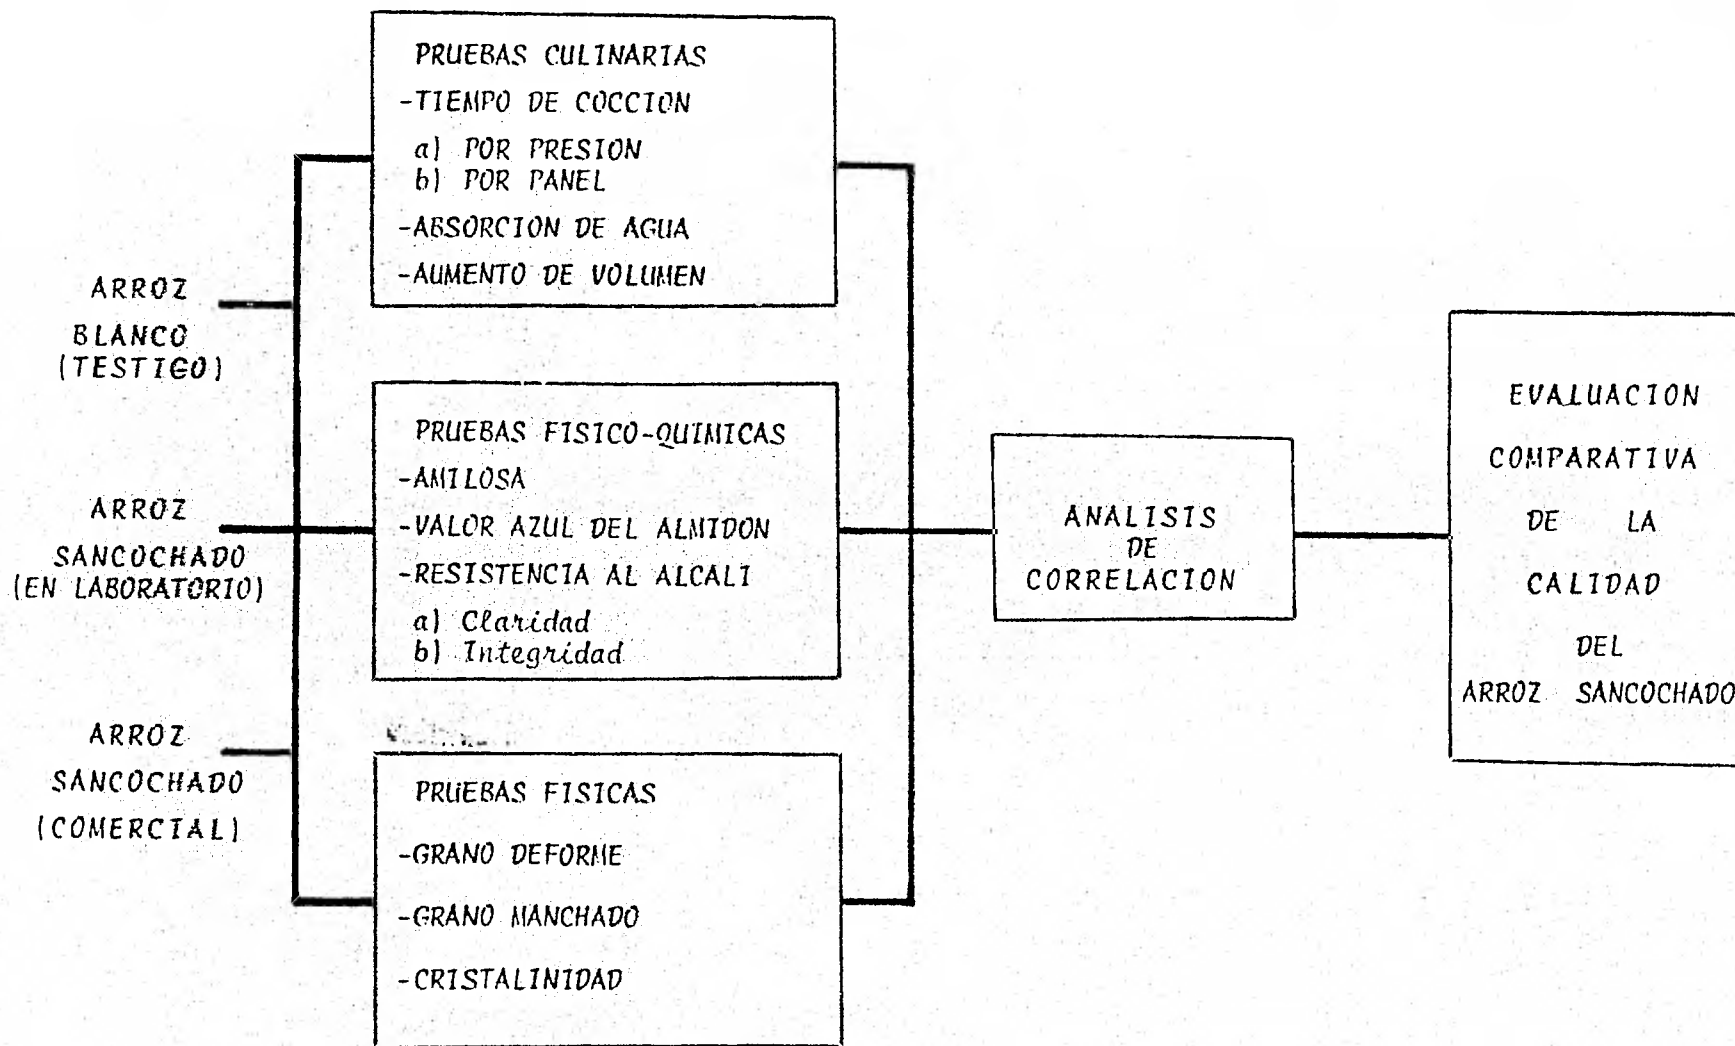 PRUEBAS CULINARIAS
-TIEMPO DE COCCION
a) POR PRESION
b) POR PANEL
-ABSORCION DE AGUA
-AUMENTO DE VOLUMEN
ARROZ
BLANCO
(TESTIGO)
ARROZ
SANCOCHADO
(EN LABORATORIO)
ARROZ
SANCOCHADO
(COMERCIAL)
PRUEBAS FISICO-QUIMICAS
-AMILOSA
-VALOR AZUL DEL ALMIDON
-RESISTENCIA AL ALCALI
a) Claridad
b) Integridad
PRUEBAS FISICAS
-GRANO DEFORME
-GRANO MANCHADO
-CRISTALINIDAD
ANALISIS
DE
CORRELACION
EVALUACION
COMPARATIVA
DE LA
CALIDAD
DEL
ARROZ SANCOCHADO